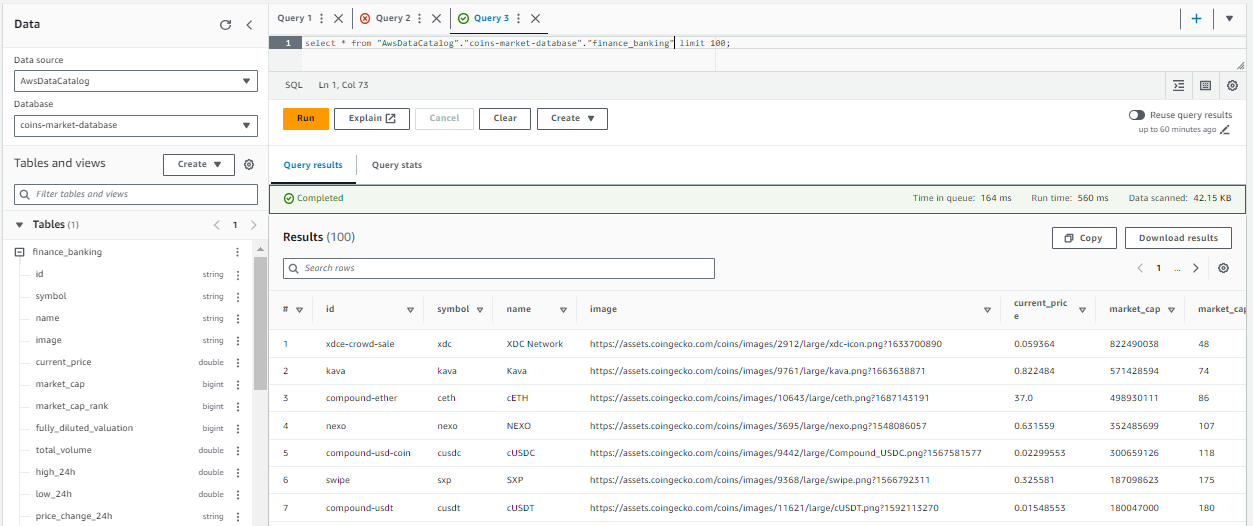 Data
Data source
AwsDataCatalog
Database
coins-market-database
Tables and views
Create
Filter tables and views
Tables (1)
1
finance_banking
id string
symbol string
name string
image string
current_price double
market_cap bigint
market_cap_rank bigint
fully_diluted_valuation bigint
total_volume double
high_24h double
low_24h double
price_change_24h string
Query 1 Query 2 Query 3
1 select * from "AwsDataCatalog"."coins-market-database"."finance_banking" limit 100;
SQL Ln 1, Col 73
Run Explain Cancel Clear Create
Reuse query results
up to 60 minutes ago
Query results Query stats
Completed Time in queue: 164 ms Run time: 560 ms Data scanned: 42.15 KB
Results (100) Copy Download results
Search rows 1 ...
# id symbol name image current_pric
e market_cap market_cap
1 xdce-crowd-sale xdc XDC Network https://assets.coingecko.com/coins/images/2912/large/xdc-icon.png?1633700890 0.059364 822490038 48
2 kava kava Kava https://assets.coingecko.com/coins/images/9761/large/kava.png?1663638871 0.822484 571428594 74
3 compound-ether ceth cETH https://assets.coingecko.com/coins/images/10643/large/ceth.png?1687143191 37.0 498930111 86
4 nexo nexo NEXO https://assets.coingecko.com/coins/images/3695/large/nexo.png?1548086057 0.631559 352485699 107
5 compound-usd-coin cusdc cUSDC https://assets.coingecko.com/coins/images/9442/large/Compound_USDC.png?1567581577 0.02299553 300659126 118
6 swipe sxp SXP https://assets.coingecko.com/coins/images/9368/large/swipe.png?1566792311 0.325581 187098623 175
7 compound-usdt cusdt cUSDT https://assets.coingecko.com/coins/images/11621/large/cUSDT.png?1592113270 0.01548553 180047000 180